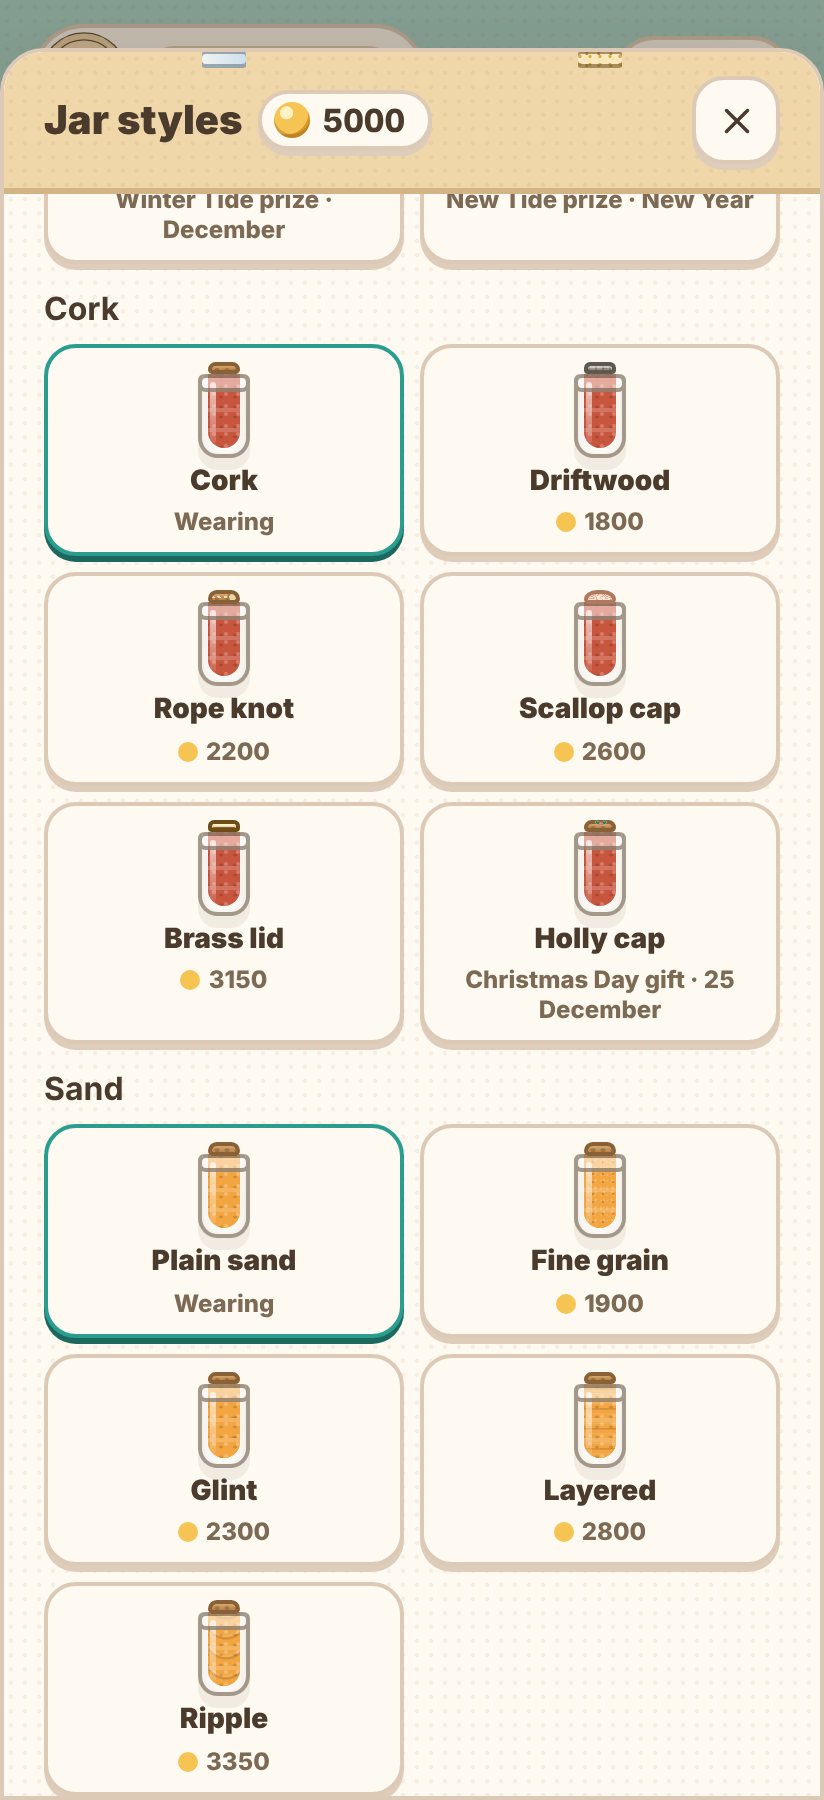 Jar styles
5000
Winter Tide prize ·
December
New Tide prize · New Year
Cork
Cork
Wearing
Driftwood
1800
Rope knot
2200
Scallop cap
2600
Brass lid
3150
Holly cap
Christmas Day gift · 25
December
Sand
Plain sand
Wearing
Fine grain
1900
Glint
2300
Layered
2800
Ripple
3350